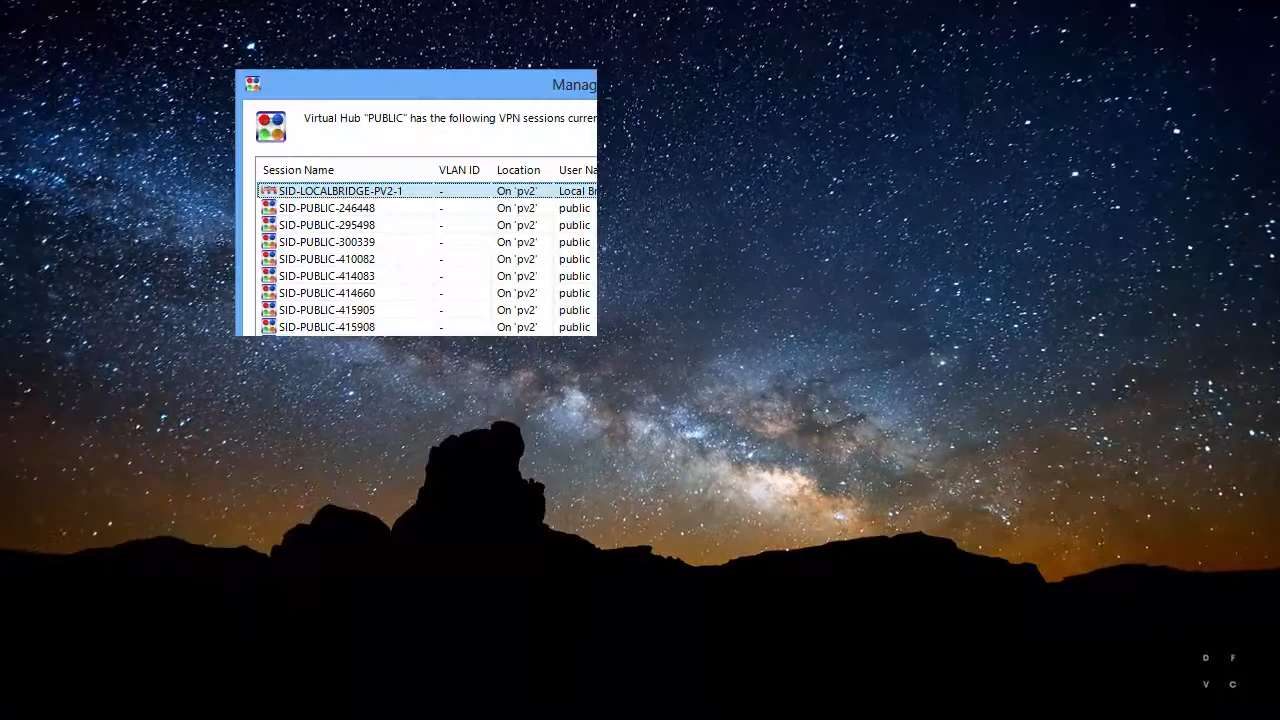 Manag
Virtual Hub "PUBLIC" has the following VPN sessions curren
Session Name VLAN ID Location User Na
SID-LOCALBRIDGE-PV2-1 - On 'pv2' Local Br
SID-PUBLIC-246448 - On 'pv2' public
SID-PUBLIC-295498 - On 'pv2' public
SID-PUBLIC-300339 - On 'pv2' public
SID-PUBLIC-410082 - On 'pv2' public
SID-PUBLIC-414083 - On 'pv2' public
SID-PUBLIC-414660 - On 'pv2' public
SID-PUBLIC-415905 - On 'pv2' public
SID-PUBLIC-415908 - On 'pv2' public
D F
V C